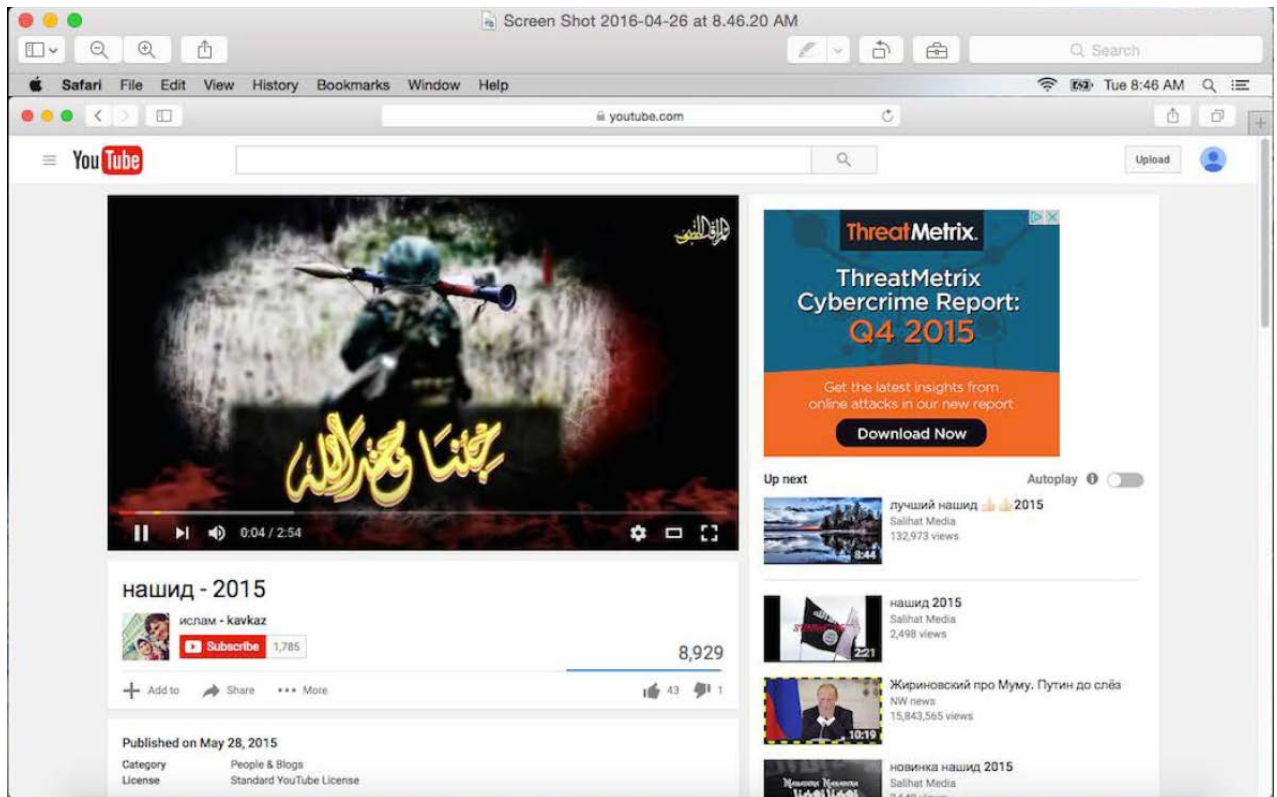 Screen Shot 2016-04-26 at 8.46.20 AM
Search
Safari File Edit View History Bookmarks Window Help
Tue 8:46 AM
youtube.com
YouTube
Upload
جئنا وجند الله
0:04 / 2:54
нашид - 2015
ислам - kavkaz
Subscribe 1,785
8,929
Add to Share More
43 1
Published on May 28, 2015
Category People & Blogs
License Standard YouTube License
ThreatMetrix.
ThreatMetrix
Cybercrime Report:
Q4 2015
Get the latest insights from
online attacks in our new report
Download Now
Up next Autoplay
лучший нашид 👍👍2015
Salihat Media
132,973 views
8:44
нашид 2015
Salihat Media
2,498 views
2:21
Жириновский про Муму. Путин до слёз
NW news
15,843,565 views
10:19
новинка нашид 2015
Salihat Media